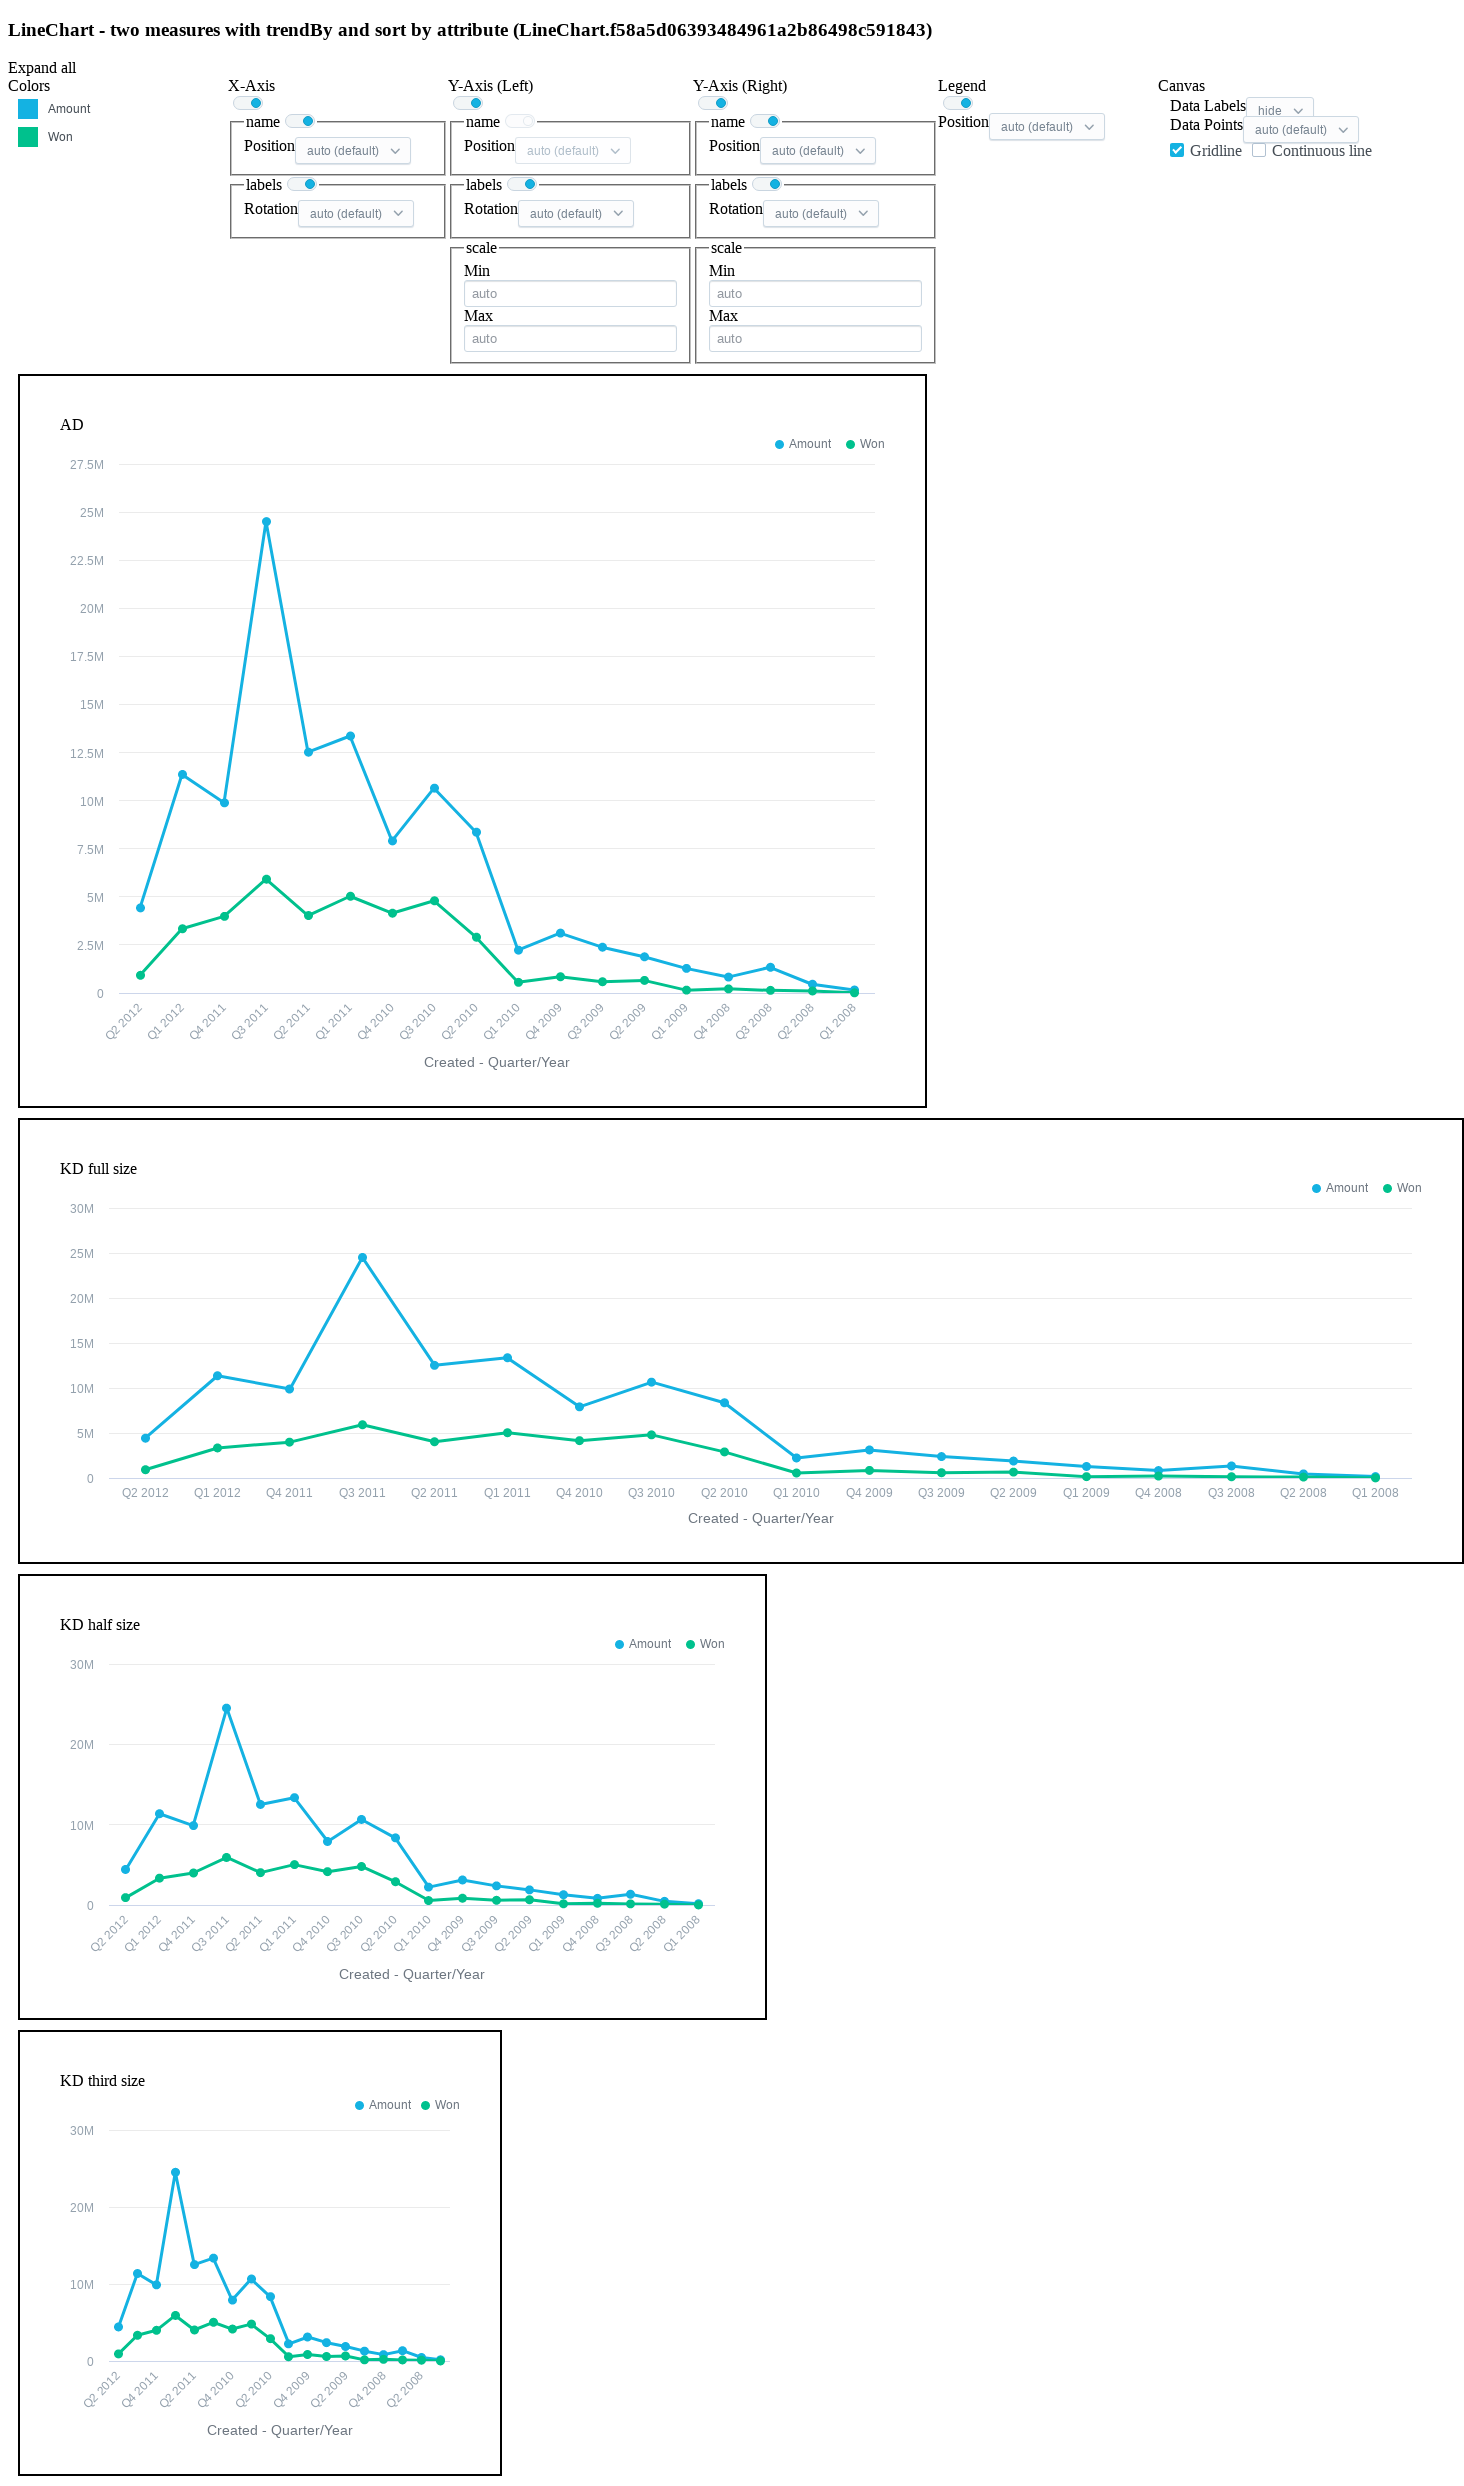 LineChart - two measures with trendBy and sort by attribute (LineChart.f58a5d06393484961a2b86498c591843)
Expand all
Colors
Amount
Won
X-Axis
name
Position auto (default)
labels
Rotation auto (default)
Y-Axis (Left)
name
Position auto (default)
labels
Rotation auto (default)
scale
Min
auto
Max
auto
Y-Axis (Right)
name
Position auto (default)
labels
Rotation auto (default)
scale
Min
auto
Max
auto
Legend
Position auto (default)
Canvas
Data Labels hide
Data Points auto (default)
Gridline Continuous line
AD
Amount Won
27.5M
25M
22.5M
20M
17.5M
15M
12.5M
10M
7.5M
5M
2.5M
0
Q2 2012 Q1 2012 Q4 2011 Q3 2011 Q2 2011 Q1 2011 Q4 2010 Q3 2010 Q2 2010 Q1 2010 Q4 2009 Q3 2009 Q2 2009 Q1 2009 Q4 2008 Q3 2008 Q2 2008 Q1 2008
Created - Quarter/Year
KD full size
Amount Won
30M
25M
20M
15M
10M
5M
0
Q2 2012 Q1 2012 Q4 2011 Q3 2011 Q2 2011 Q1 2011 Q4 2010 Q3 2010 Q2 2010 Q1 2010 Q4 2009 Q3 2009 Q2 2009 Q1 2009 Q4 2008 Q3 2008 Q2 2008 Q1 2008
Created - Quarter/Year
KD half size
Amount Won
30M
20M
10M
0
Q2 2012 Q1 2012 Q4 2011 Q3 2011 Q2 2011 Q1 2011 Q4 2010 Q3 2010 Q2 2010 Q1 2010 Q4 2009 Q3 2009 Q2 2009 Q1 2009 Q4 2008 Q3 2008 Q2 2008 Q1 2008
Created - Quarter/Year
KD third size
Amount Won
30M
20M
10M
0
Q2 2012 Q4 2011 Q2 2011 Q4 2010 Q2 2010 Q4 2009 Q2 2009 Q4 2008 Q2 2008
Created - Quarter/Year